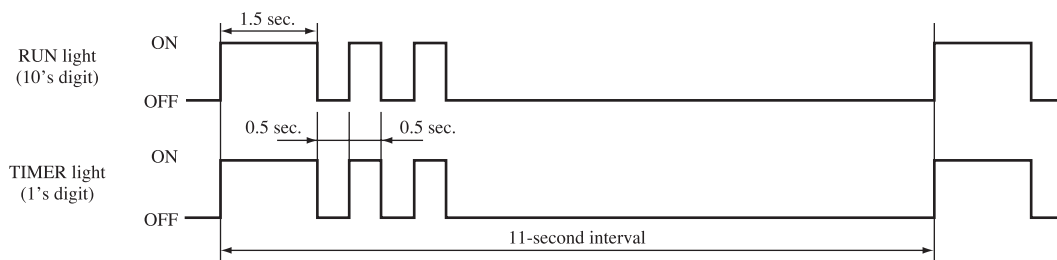 1.5 sec.
RUN light
(10's digit)
ON
OFF
0.5 sec.
0.5 sec.
TIMER light
(1's digit)
ON
OFF
11-second interval